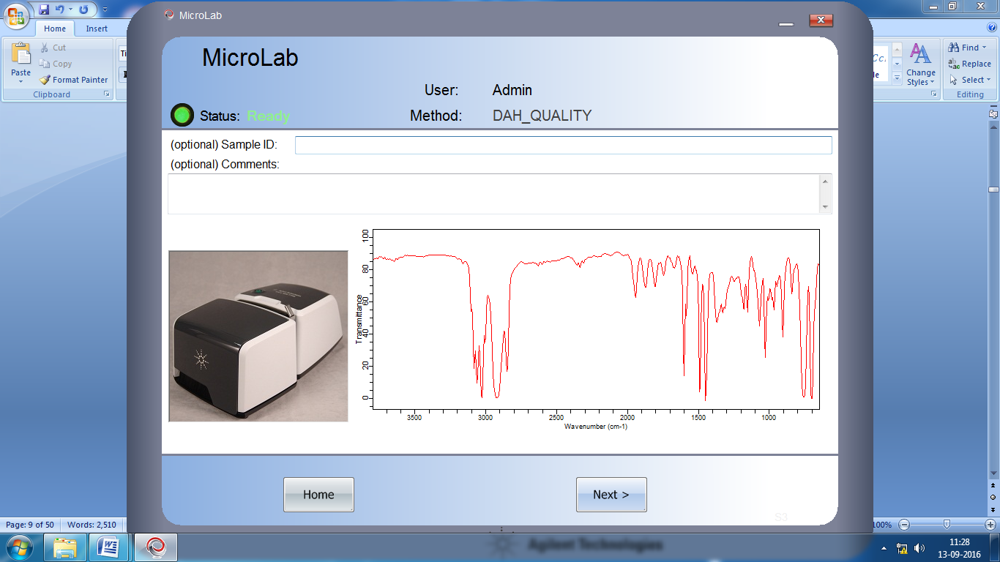 MicroLab
Home Insert
Cut
Copy
Paste
Format Painter
Clipboard
Change
Styles
Find
Replace
Select
Editing
MicroLab
User: Admin
Status: Ready
Method: DAH_QUALITY
(optional) Sample ID:
(optional) Comments:
Transmittance
100
80
60
40
20
0
3500 3000 2500 2000 1500 1000
Wavenumber (cm-1)
Home
Next >
S3
Page: 9 of 50
Words: 2,510
100%
Agilent Technologies
11:28
13-09-2016